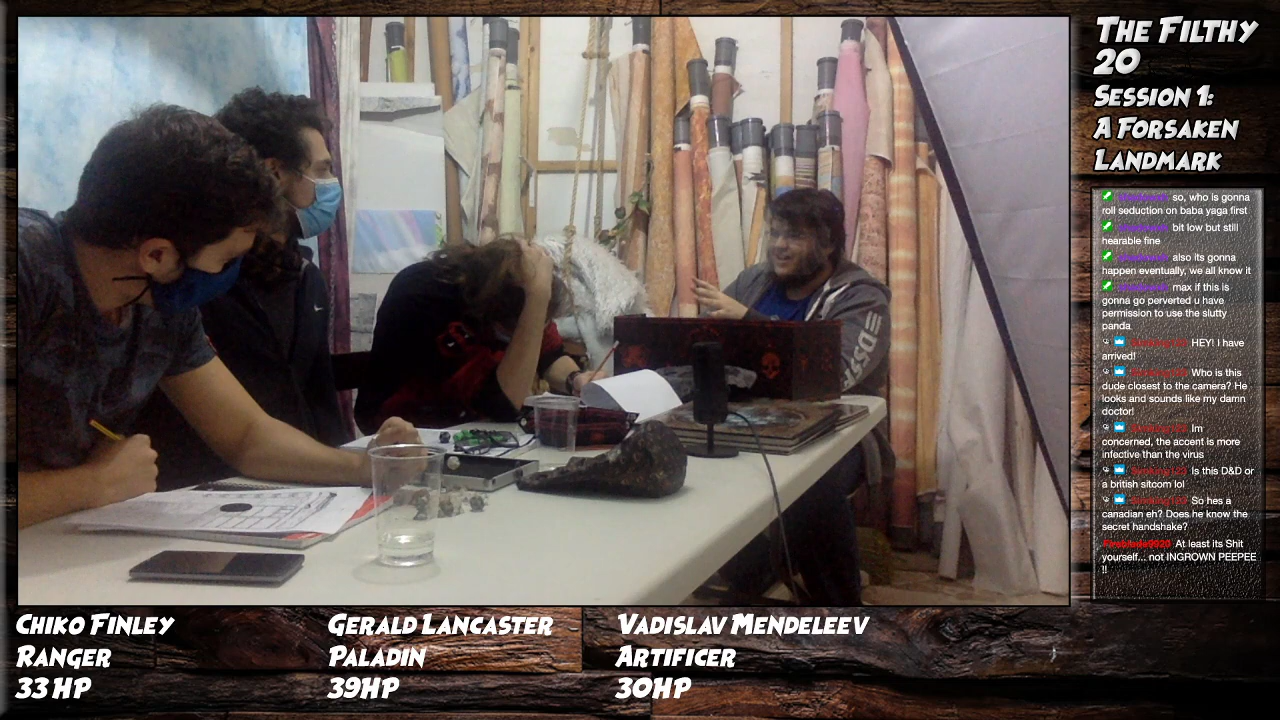 The Filthy
20
Session 1:
A Forsaken
Landmark
so, who is gonna
roll seduction on baba yaga first
bit low but still
hearable fine
also its gonna
happen eventually, we all know it
max if this is
gonna go perverted u have
permission to use the slutty
panda
HEY! I have
arrived!
Who is this
dude closest to the camera? He
looks and sounds like my damn
doctor!
Im
concerned, the accent is more
infective than the virus
Is this D&D or
a british sitcom lol
So hes a
canadian eh? Does he know the
secret handshake?
At least its Shit
yourself... not INGROWN PEEPEE
!!
Chiko Finley
Ranger
33 HP
Gerald Lancaster
Paladin
39HP
Vadislav Mendeleev
Artificer
30HP